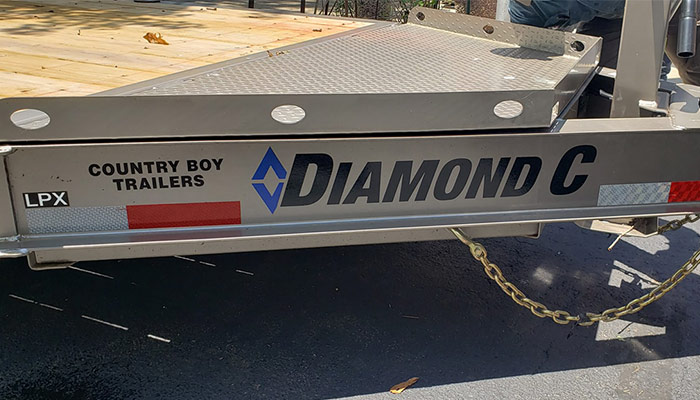 COUNTRY BOY
TRAILERS
LPX
DIAMOND C